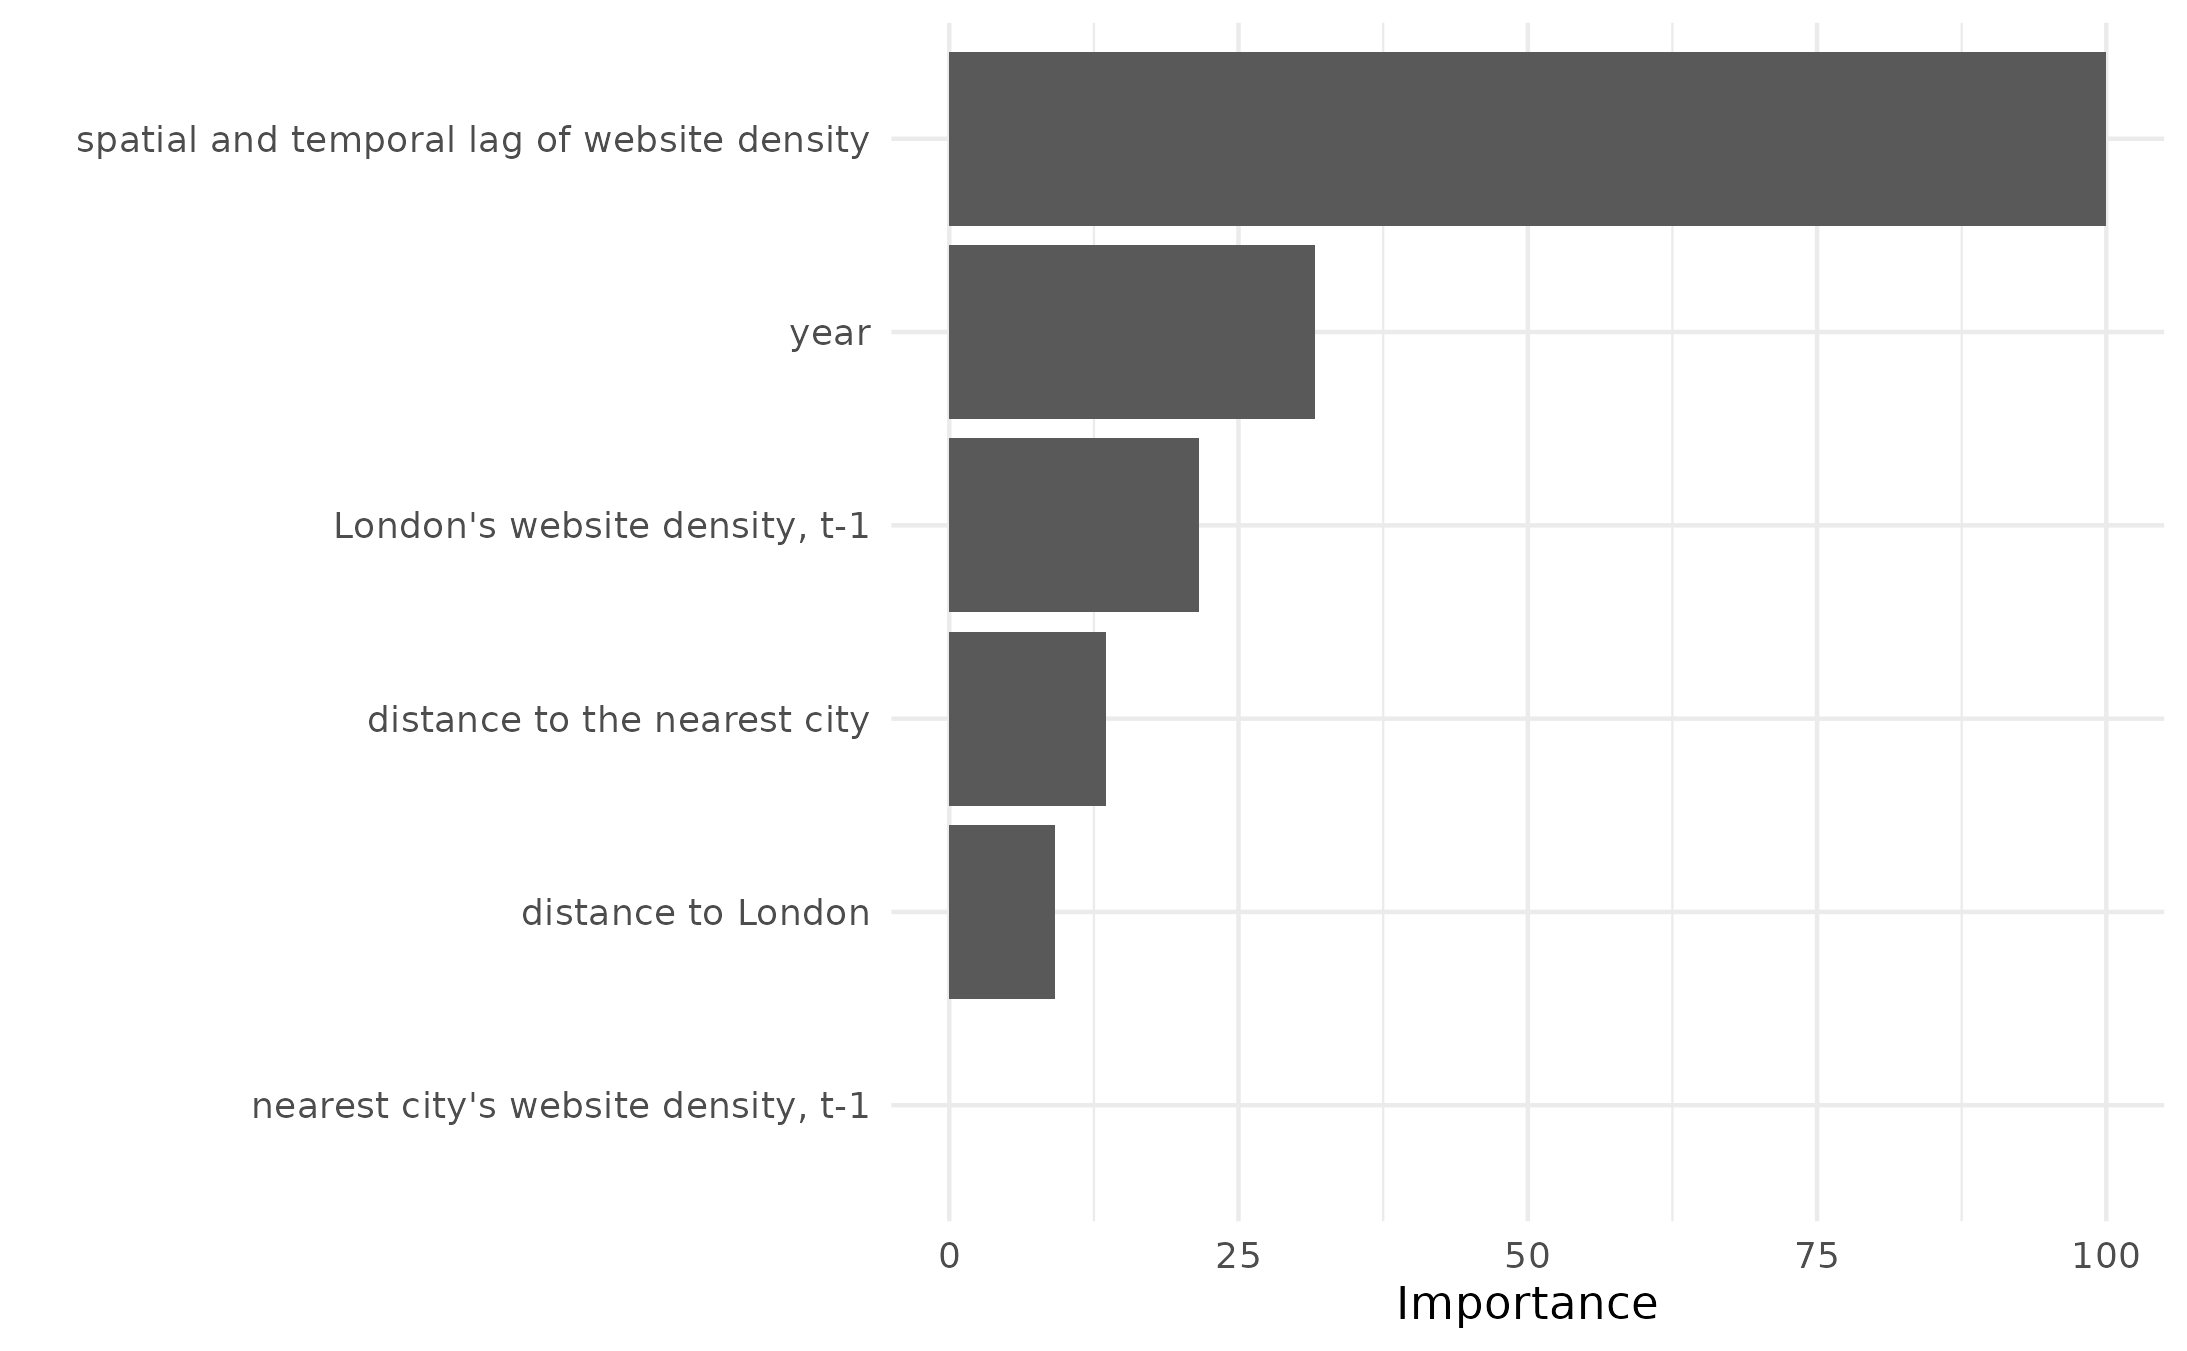 spatial and temporal lag of website density
year
London's website density, t-1
distance to the nearest city
distance to London
nearest city's website density, t-1
0 25 50 75 100
Importance